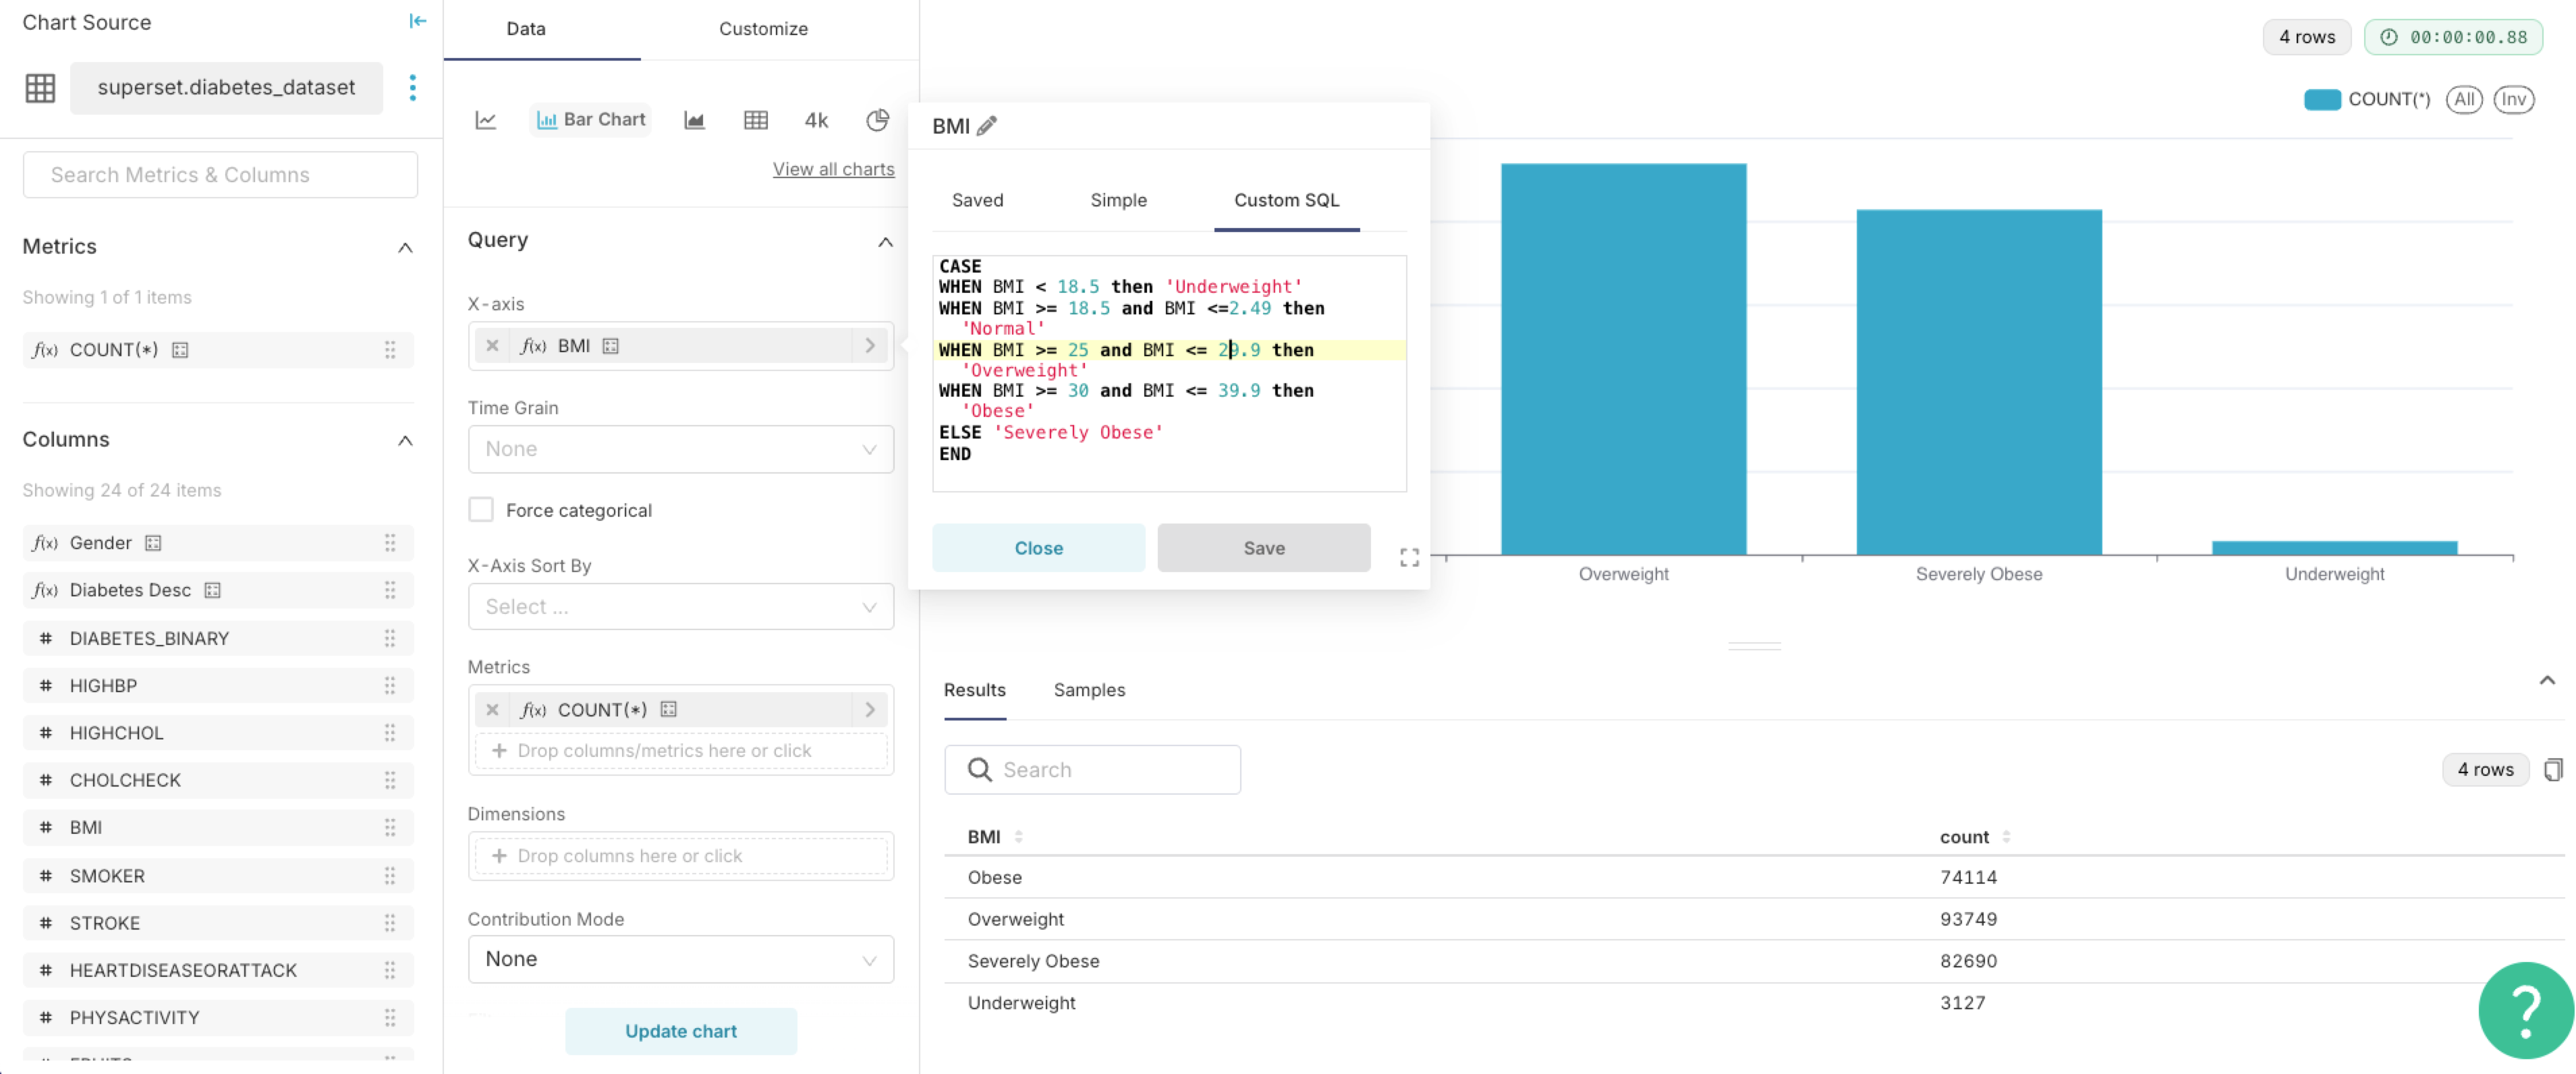 Chart Source
superset.diabetes_dataset
Search Metrics & Columns
Metrics
Showing 1 of 1 items
f(x) COUNT(*)
Columns
Showing 24 of 24 items
f(x) Gender
f(x) Diabetes Desc
# DIABETES_BINARY
# HIGHBP
# HIGHCHOL
# CHOLCHECK
# BMI
# SMOKER
# STROKE
# HEARTDISEASEORATTACK
# PHYSACTIVITY
Data Customize
Bar Chart 4k
View all charts
Query
X-axis
f(x) BMI
Time Grain
None
Force categorical
X-Axis Sort By
Select ...
Metrics
f(x) COUNT(*)
+ Drop columns/metrics here or click
Dimensions
+ Drop columns here or click
Contribution Mode
None
Update chart
BMI
Saved Simple Custom SQL
CASE
WHEN BMI < 18.5 then 'Underweight'
WHEN BMI >= 18.5 and BMI <=2.49 then
'Normal'
WHEN BMI >= 25 and BMI <= 29.9 then
'Overweight'
WHEN BMI >= 30 and BMI <= 39.9 then
'Obese'
ELSE 'Severely Obese'
END
Close Save
4 rows 00:00:00.88
COUNT(*) All Inv
Overweight Severely Obese Underweight
Results Samples
Search
4 rows
BMI count
Obese 74114
Overweight 93749
Severely Obese 82690
Underweight 3127
?